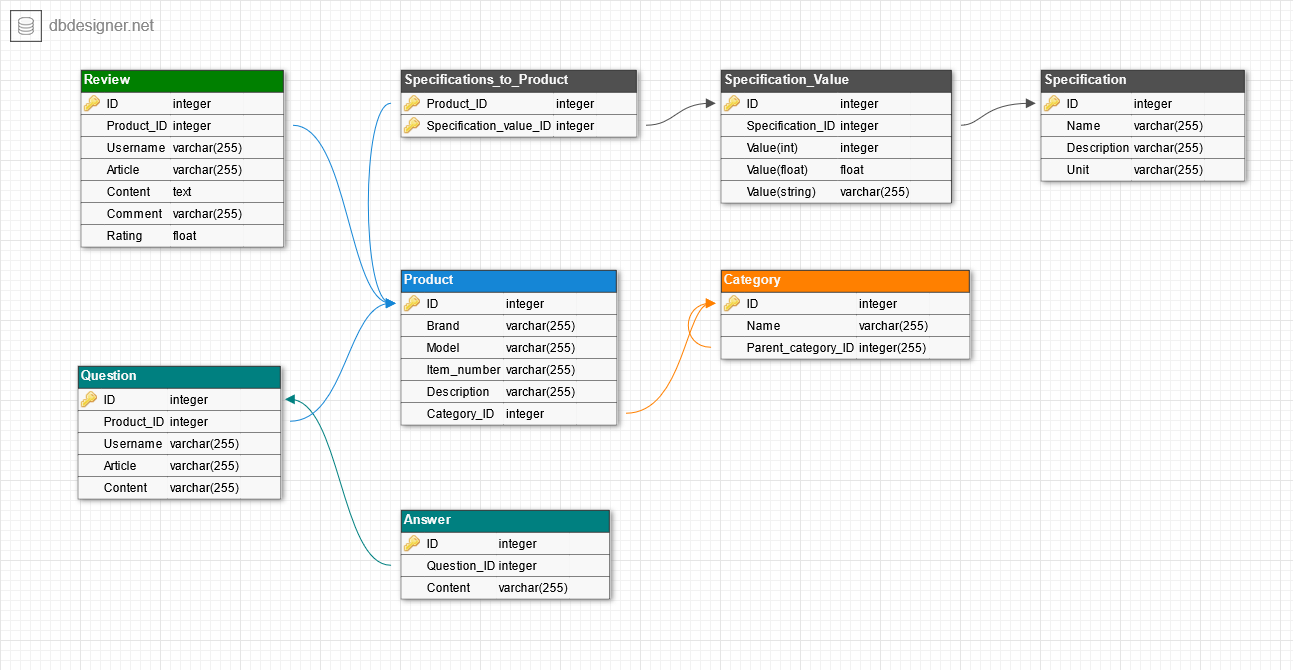 dbdesigner.net
Review
ID integer
Product_ID integer
Username varchar(255)
Article varchar(255)
Content text
Comment varchar(255)
Rating float
Specifications_to_Product
Product_ID integer
Specification_value_ID integer
Specification_Value
ID integer
Specification_ID integer
Value(int) integer
Value(float) float
Value(string) varchar(255)
Specification
ID integer
Name varchar(255)
Description varchar(255)
Unit varchar(255)
Product
ID integer
Brand varchar(255)
Model varchar(255)
Item_number varchar(255)
Description varchar(255)
Category_ID integer
Category
ID integer
Name varchar(255)
Parent_category_ID integer(255)
Question
ID integer
Product_ID integer
Username varchar(255)
Article varchar(255)
Content varchar(255)
Answer
ID integer
Question_ID integer
Content varchar(255)